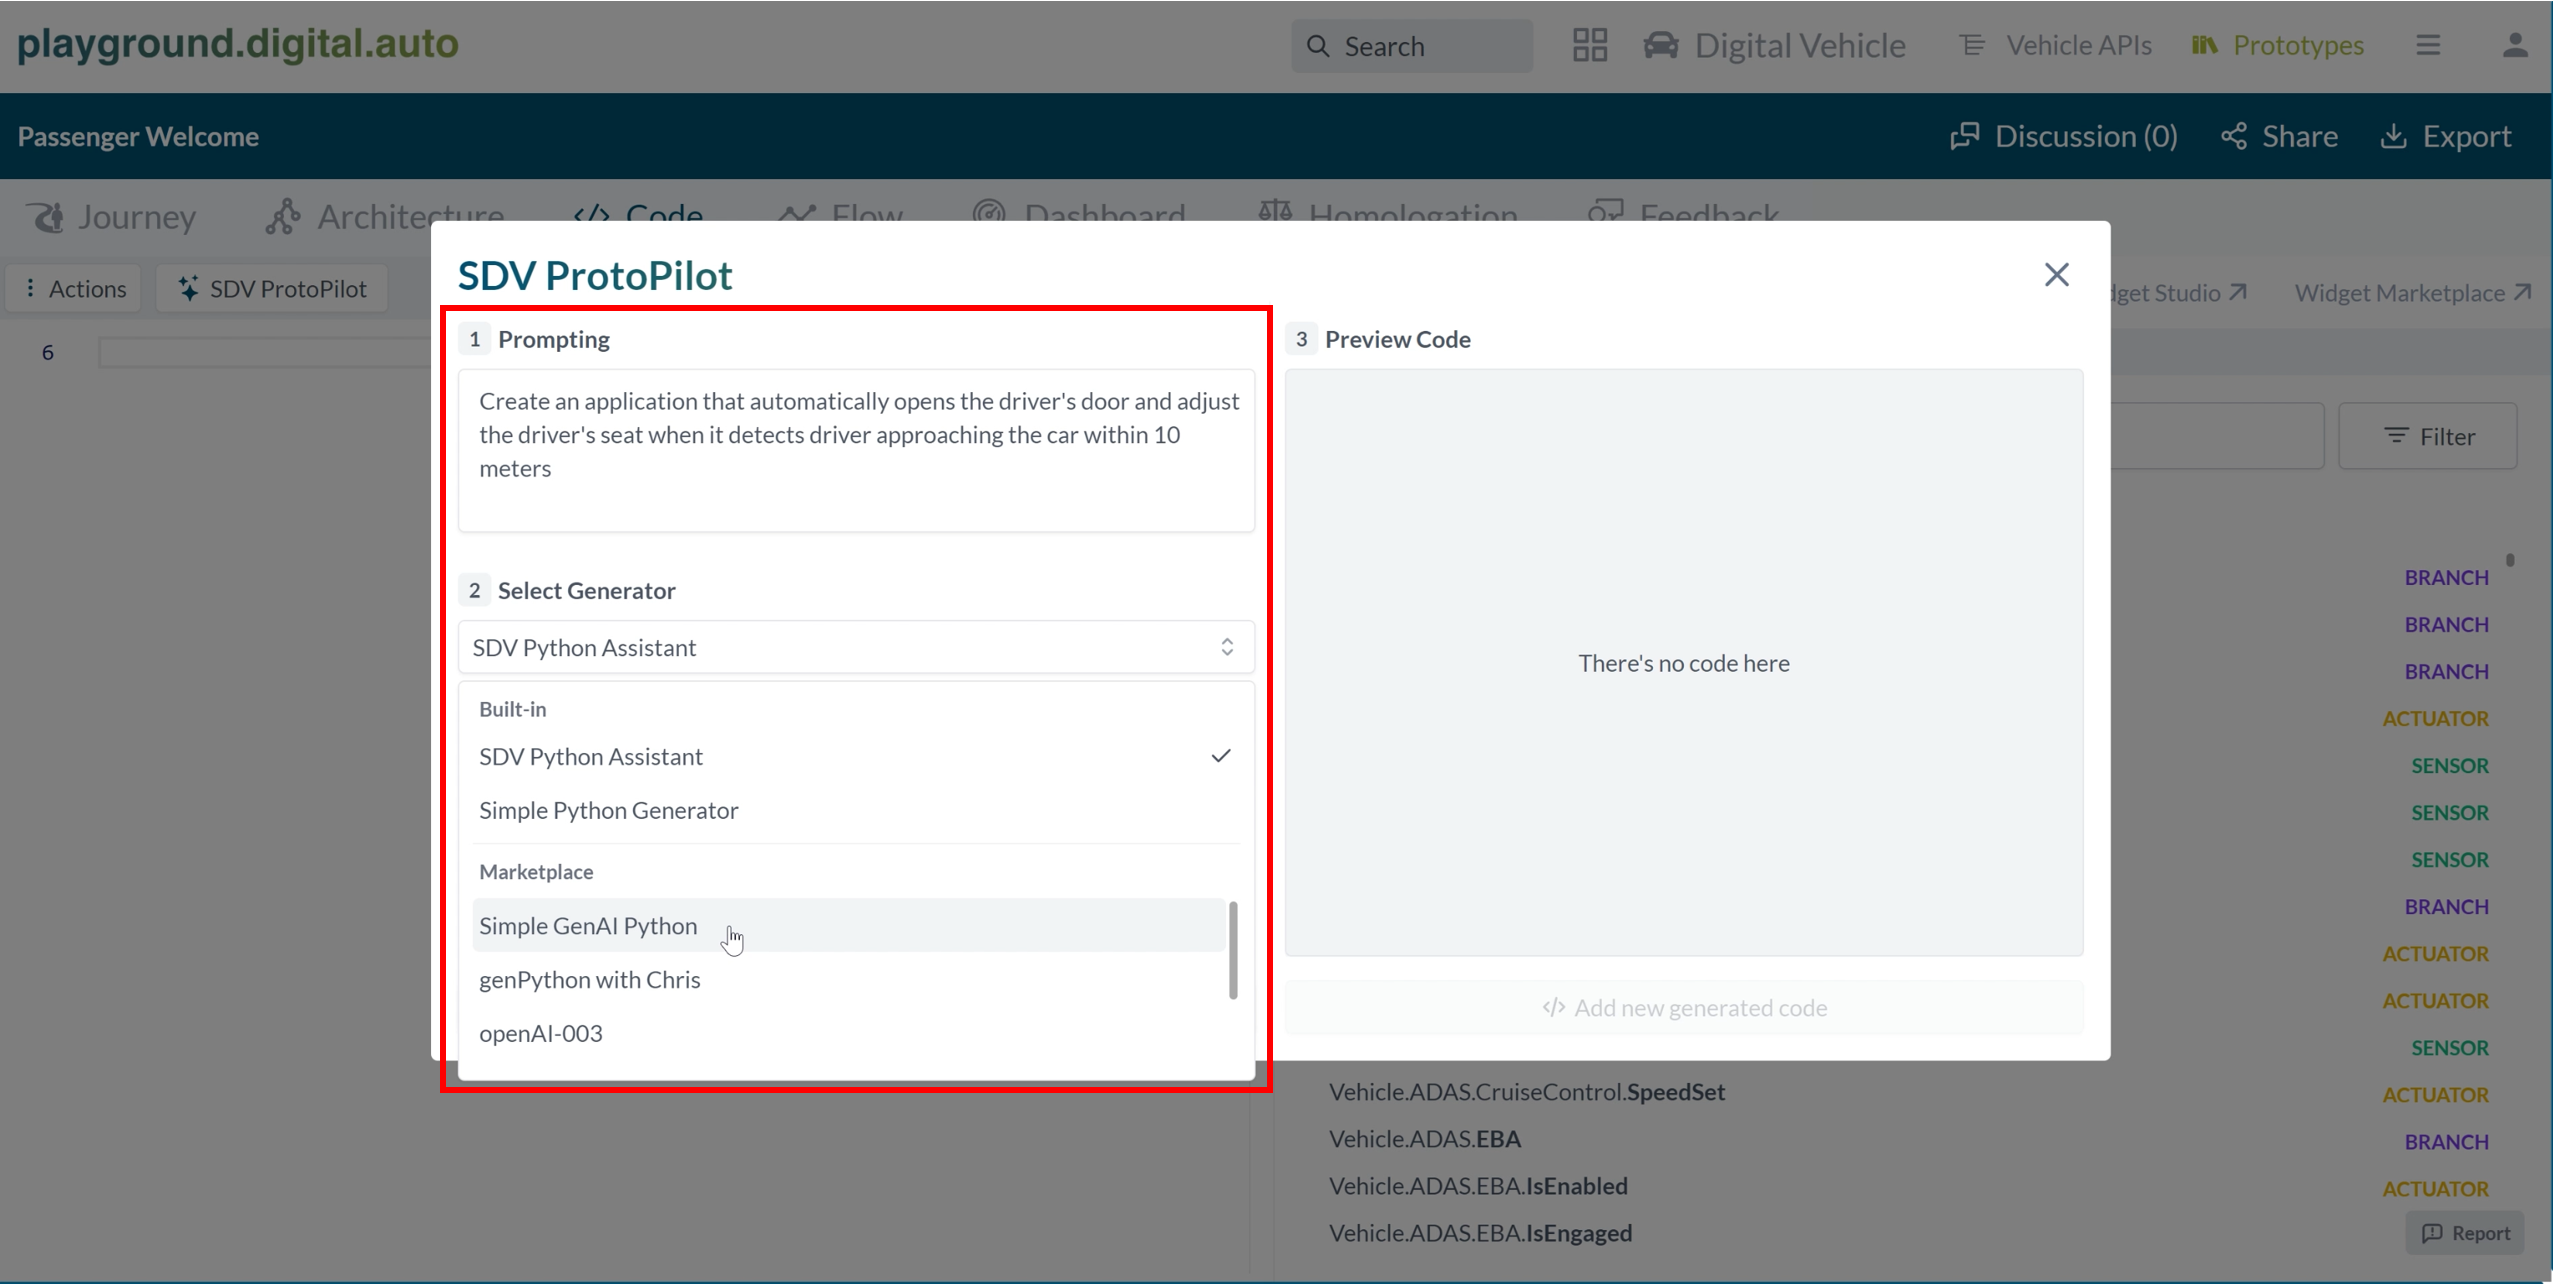 playground.digital.auto
Search
Digital Vehicle
Vehicle APIs
Prototypes
Passenger Welcome
Discussion (0)
Share
Export
Journey
Architecture
Code
Flow
Dashboard
Homologation
Feedback
Actions
SDV ProtoPilot
dget Studio
Widget Marketplace
6
Filter
SDV ProtoPilot
1 Prompting
Create an application that automatically opens the driver's door and adjust
the driver's seat when it detects driver approaching the car within 10
meters
2 Select Generator
SDV Python Assistant
Built-in
SDV Python Assistant
Simple Python Generator
Marketplace
Simple GenAI Python
genPython with Chris
openAI-003
3 Preview Code
There's no code here
</> Add new generated code
BRANCH
BRANCH
BRANCH
ACTUATOR
SENSOR
SENSOR
SENSOR
BRANCH
ACTUATOR
ACTUATOR
SENSOR
Vehicle.ADAS.CruiseControl.SpeedSet ACTUATOR
Vehicle.ADAS.EBA BRANCH
Vehicle.ADAS.EBA.IsEnabled ACTUATOR
Vehicle.ADAS.EBA.IsEngaged
Report